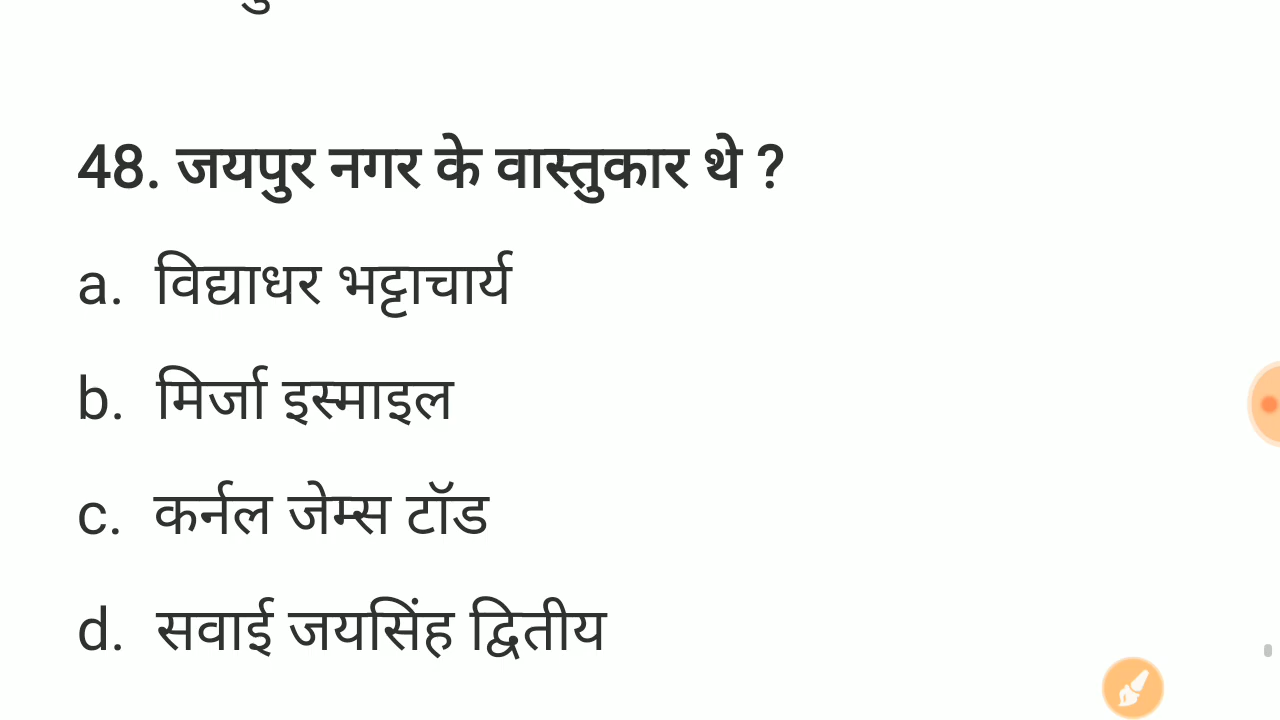 48. जयपुर नगर के वास्तुकार थे ?
a. विद्याधर भट्टाचार्य
b. मिर्जा इस्माइल
c. कर्नल जेम्स टॉड
d. सवाई जयसिंह द्वितीय